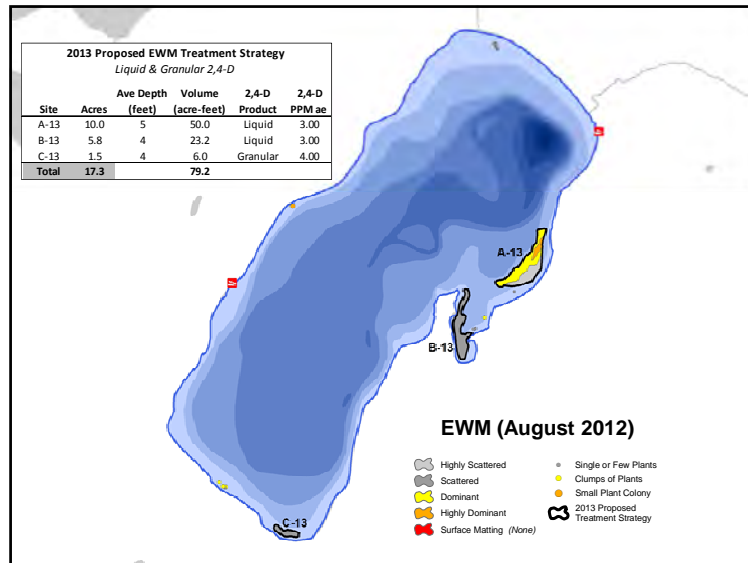 2013 Proposed EWM Treatment Strategy
Liquid & Granular 2,4-D
Ave Depth Volume 2,4-D 2,4-D
Site Acres (feet) (acre-feet) Product PPM ae
A-13 10.0 5 50.0 Liquid 3.00
B-13 5.8 4 23.2 Liquid 3.00
C-13 1.5 4 6.0 Granular 4.00
Total 17.3 79.2
A-13
B-13
C-13
EWM (August 2012)
Highly Scattered
Scattered
Dominant
Highly Dominant
Surface Matting (None)
Single or Few Plants
Clumps of Plants
Small Plant Colony
2013 Proposed
Treatment Strategy